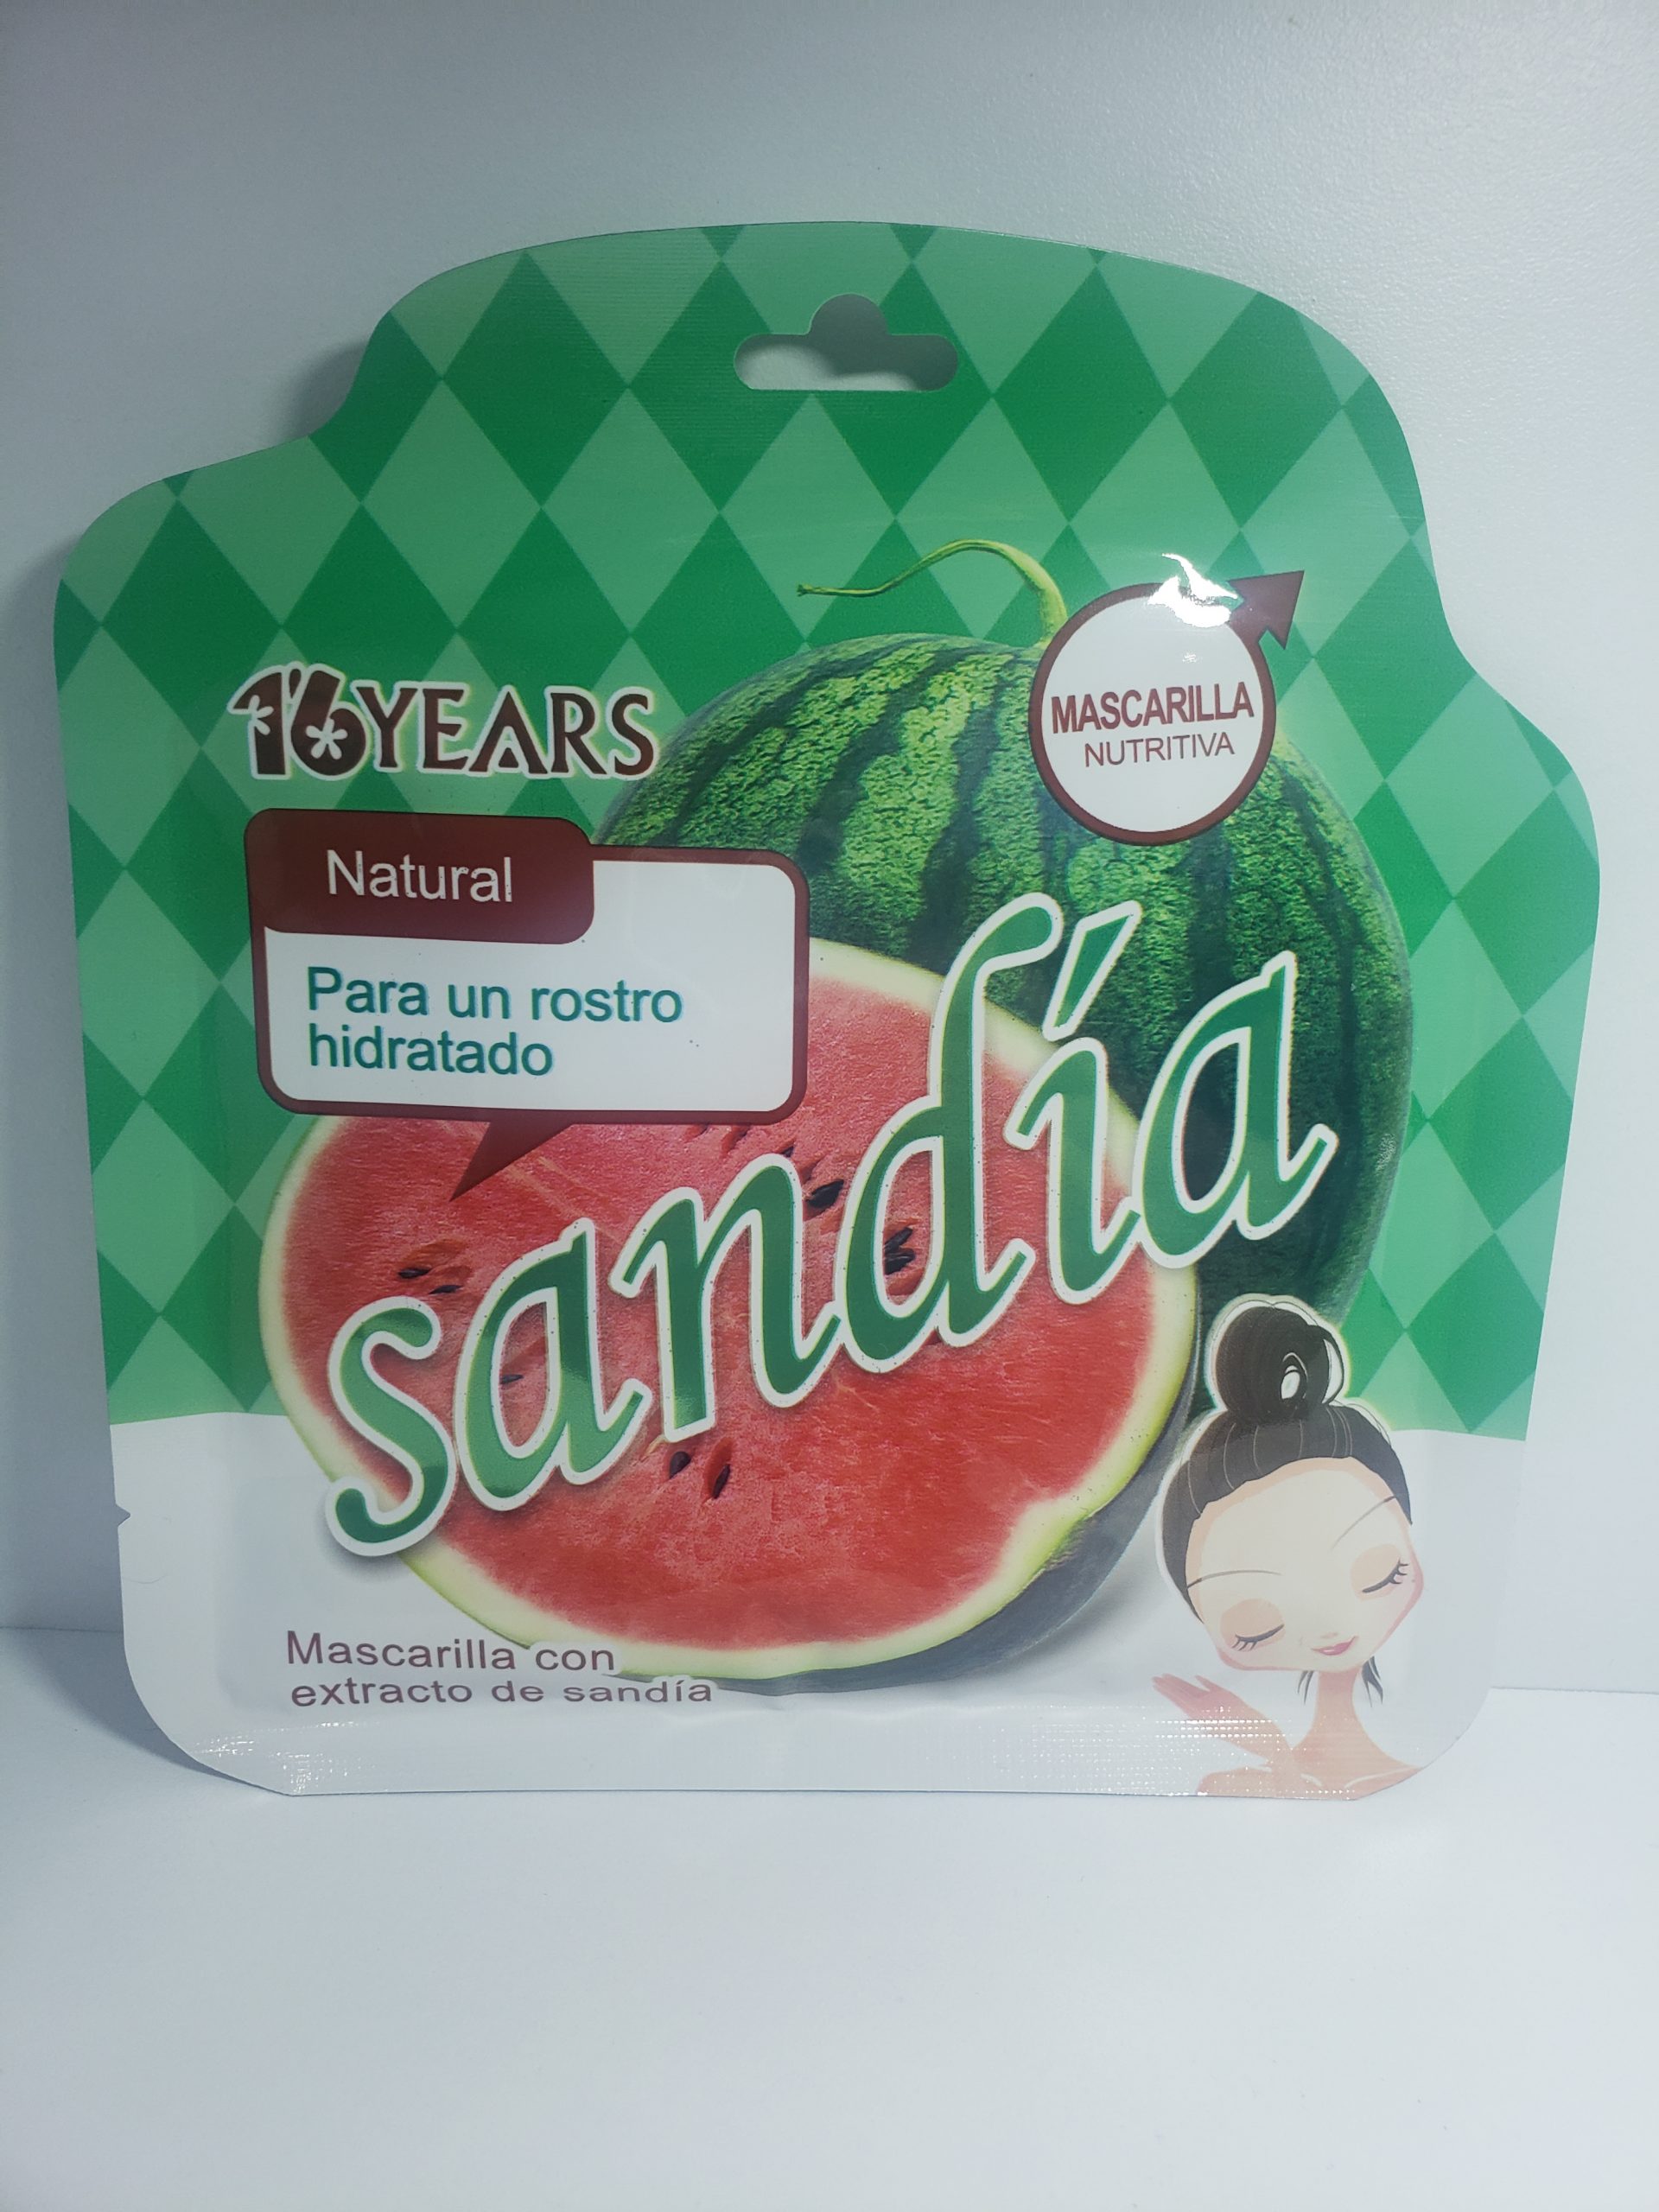 16YEARS
MASCARILLA
NUTRITIVA
Natural
Para un rostro
hidratado
sandía
Mascarilla con
extracto de sandía